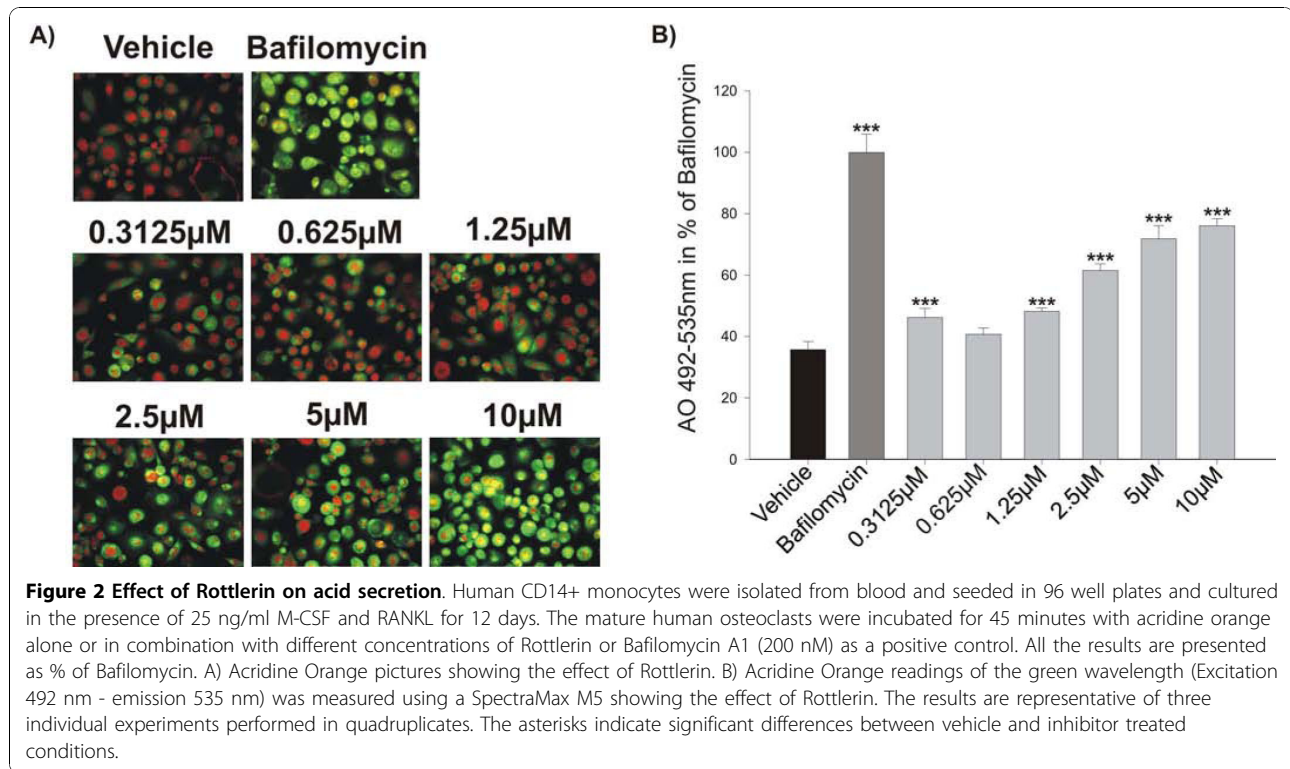 A)
Vehicle Bafilomycin
0.3125µM 0.625µM 1.25µM
2.5µM 5µM 10µM
B)
AO 492-535nm in % of Bafilomycin
120
100
80
60
40
20
0
***
***
***
***
***
***
Vehicle
Bafilomycin
0.3125µM
0.625µM
1.25µM
2.5µM
5µM
10µM
Figure 2 Effect of Rottlerin on acid secretion. Human CD14+ monocytes were isolated from blood and seeded in 96 well plates and cultured
in the presence of 25 ng/ml M-CSF and RANKL for 12 days. The mature human osteoclasts were incubated for 45 minutes with acridine orange
alone or in combination with different concentrations of Rottlerin or Bafilomycin A1 (200 nM) as a positive control. All the results are presented
as % of Bafilomycin. A) Acridine Orange pictures showing the effect of Rottlerin. B) Acridine Orange readings of the green wavelength (Excitation
492 nm - emission 535 nm) was measured using a SpectraMax M5 showing the effect of Rottlerin. The results are representative of three
individual experiments performed in quadruplicates. The asterisks indicate significant differences between vehicle and inhibitor treated
conditions.